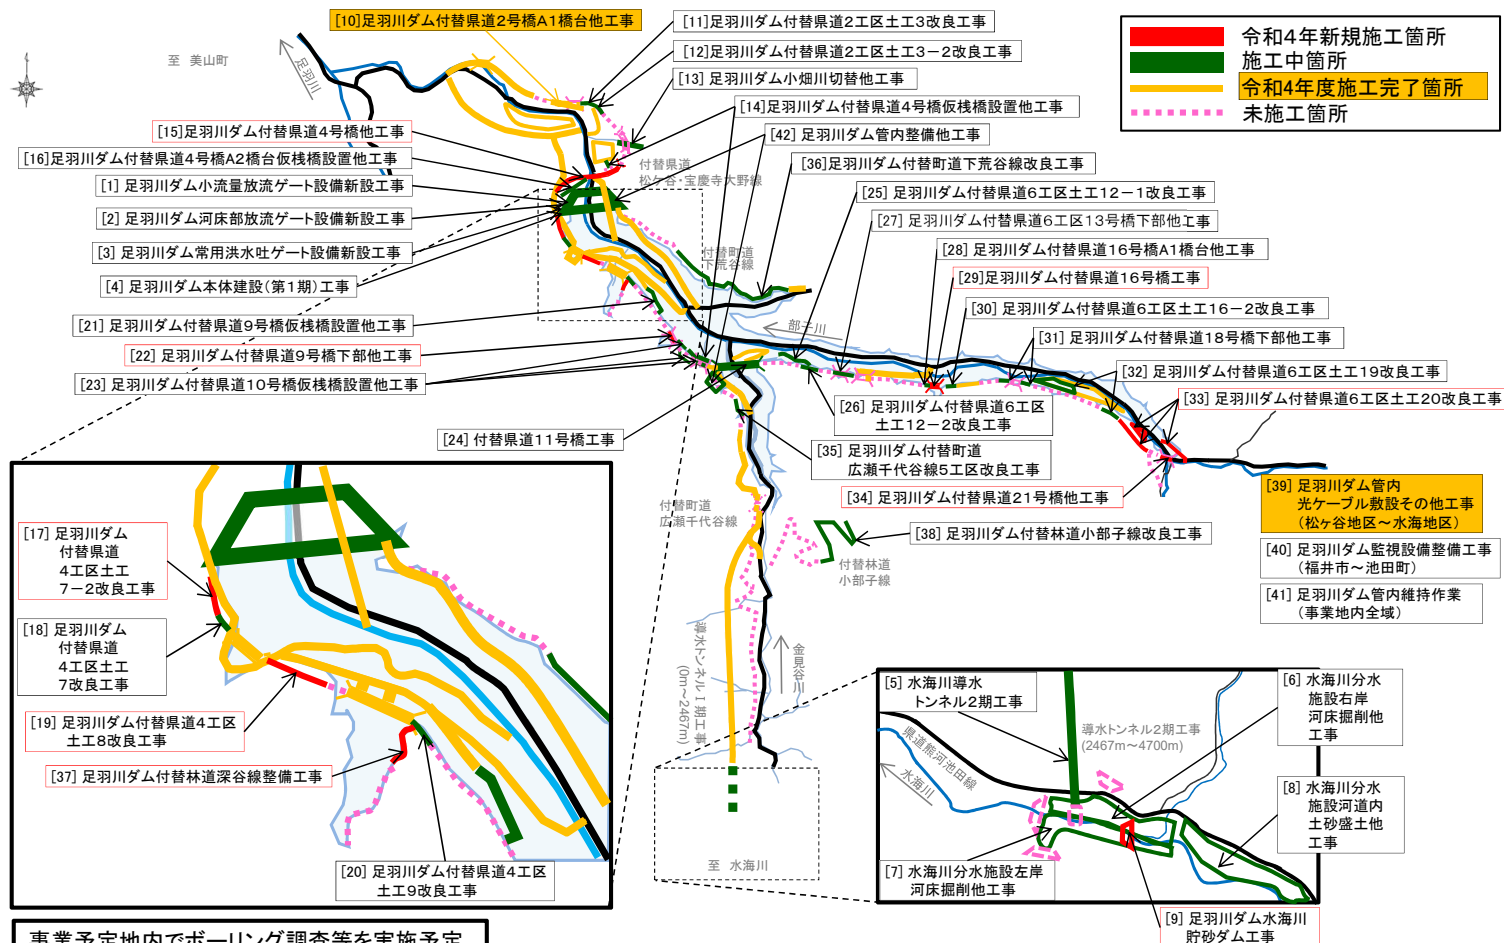 [10]足羽川ダム付替県道2号橋A1橋台他工事
[11]足羽川ダム付替県道2工区土工3改良工事
[12]足羽川ダム付替県道2工区土工3-2改良工事
[13] 足羽川ダム小畑川切替他工事
[14]足羽川ダム付替県道4号橋仮桟橋設置他工事
[42] 足羽川ダム管内整備他工事
[36]足羽川ダム付替町道下荒谷線改良工事
[25] 足羽川ダム付替県道6工区土工12-1改良工事
[27] 足羽川ダム付替県道6工区13号橋下部他工事
[28] 足羽川ダム付替県道16号橋A1橋台他工事
[29]足羽川ダム付替県道16号橋工事
[30] 足羽川ダム付替県道6工区土工16-2改良工事
[31] 足羽川ダム付替県道18号橋下部他工事
[32] 足羽川ダム付替県道6工区土工19改良工事
[33] 足羽川ダム付替県道6工区土工20改良工事
令和4年新規施工箇所
施工中箇所
令和4年度施工完了箇所
未施工箇所
至 美山町
足羽川
[15]足羽川ダム付替県道4号橋他工事
[16]足羽川ダム付替県道4号橋A2橋台仮桟橋設置他工事
[1] 足羽川ダム小流量放流ゲート設備新設工事
[2] 足羽川ダム河床部放流ゲート設備新設工事
[3] 足羽川ダム常用洪水吐ゲート設備新設工事
[4] 足羽川ダム本体建設(第1期)工事
[21] 足羽川ダム付替県道9号橋仮桟橋設置他工事
[22] 足羽川ダム付替県道9号橋下部他工事
[23] 足羽川ダム付替県道10号橋仮桟橋設置他工事
[24] 付替県道11号橋工事
付替県道
松ケ谷・宝慶寺大野線
付替町道
下荒谷線
部子川
[26] 足羽川ダム付替県道6工区
土工12-2改良工事
[35] 足羽川ダム付替町道
広瀬千代谷線5工区改良工事
[34] 足羽川ダム付替県道21号橋他工事
付替町道
広瀬千代谷線
[38] 足羽川ダム付替林道小部子線改良工事
付替林道
小部子線
[39] 足羽川ダム管内
光ケーブル敷設その他工事
(松ヶ谷地区~水海地区)
[40] 足羽川ダム監視設備整備工事
(福井市~池田町)
[41] 足羽川ダム管内維持作業
(事業地内全域)
導水トンネルⅠ期工事
(0m~2467m)
金見谷川
至 水海川
[17] 足羽川ダム
付替県道
4工区土工
7-2改良工事
[18] 足羽川ダム
付替県道
4工区土工
7改良工事
[19] 足羽川ダム付替県道4工区
土工8改良工事
[37] 足羽川ダム付替林道深谷線整備工事
[20] 足羽川ダム付替県道4工区
土工9改良工事
[5] 水海川導水
トンネル2期工事
導水トンネル2期工事
(2467m~4700m)
県道熊河池田線
水海川
[6] 水海川分水
施設右岸
河床掘削他
工事
[8] 水海川分水
施設河道内
土砂盛土他
工事
[7] 水海川分水施設左岸
河床掘削他工事
[9] 足羽川ダム水海川
貯砂ダム工事
事業予定地内でボーリング調査等を実施予定